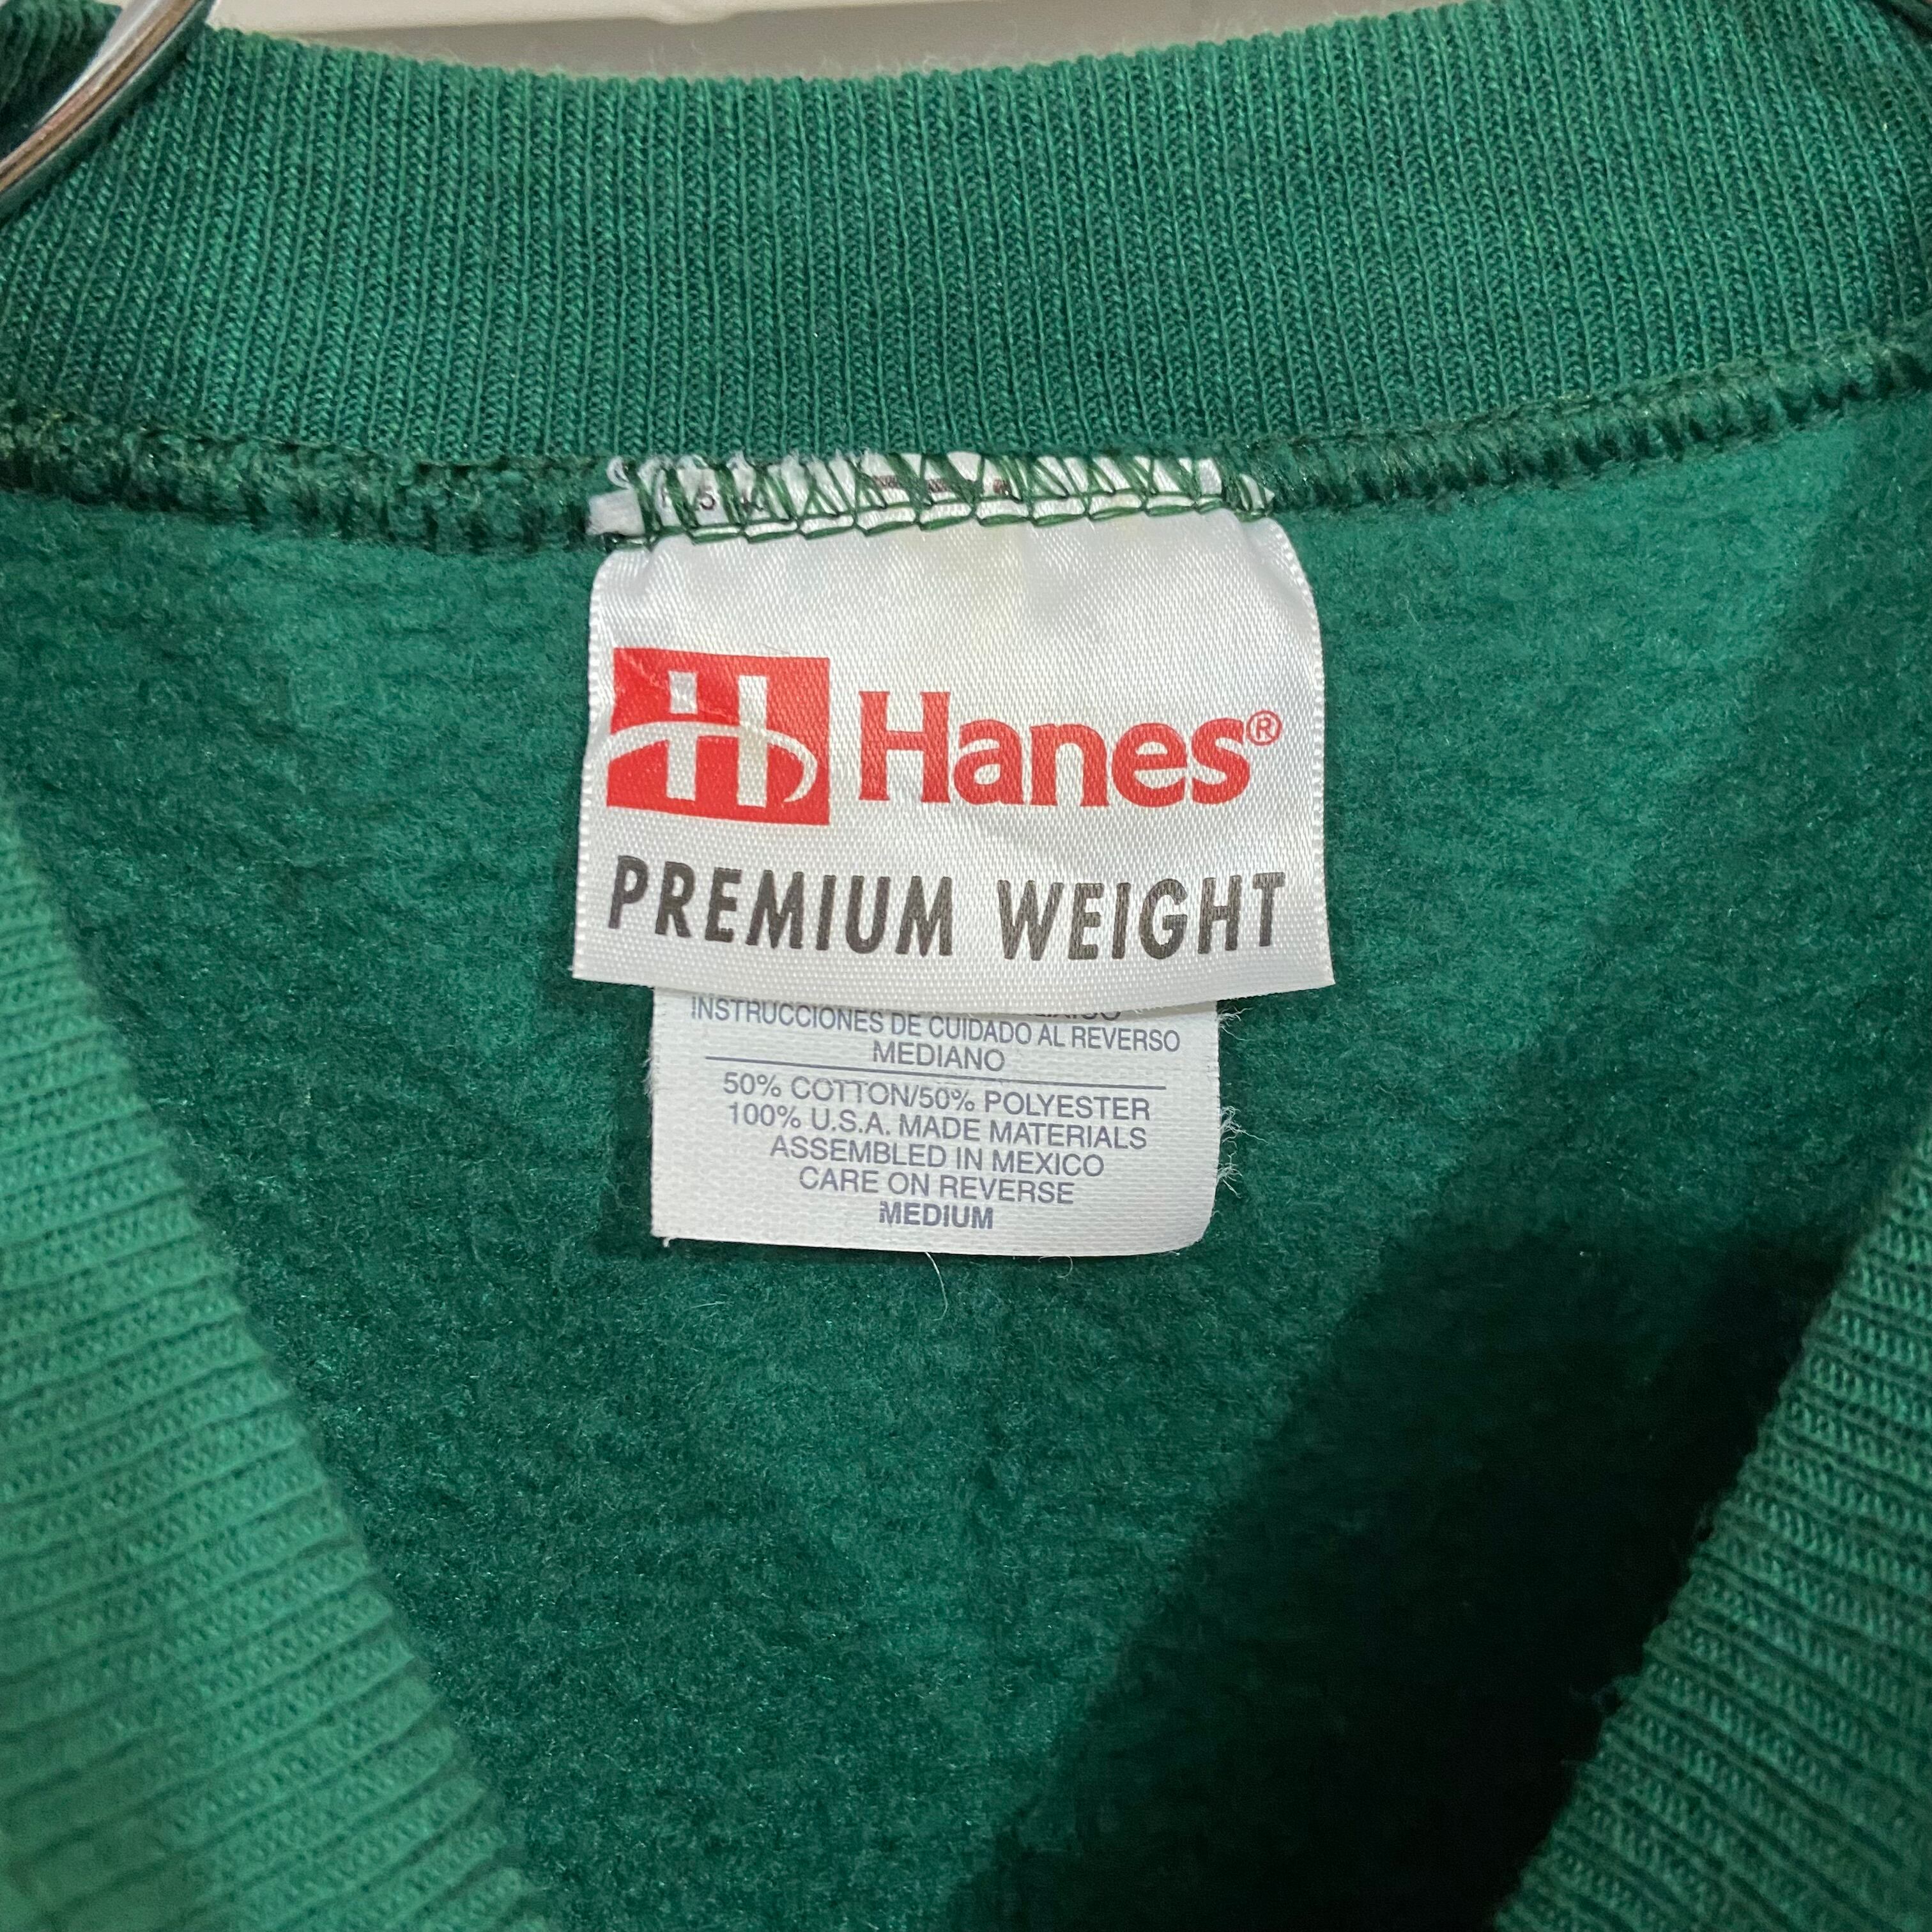 Hanes®
PREMIUM WEIGHT
INSTRUCCIONES DE CUIDADO AL REVERSO
MEDIANO
50% COTTON/50% POLYESTER
100% U.S.A. MADE MATERIALS
ASSEMBLED IN MEXICO
CARE ON REVERSE
MEDIUM